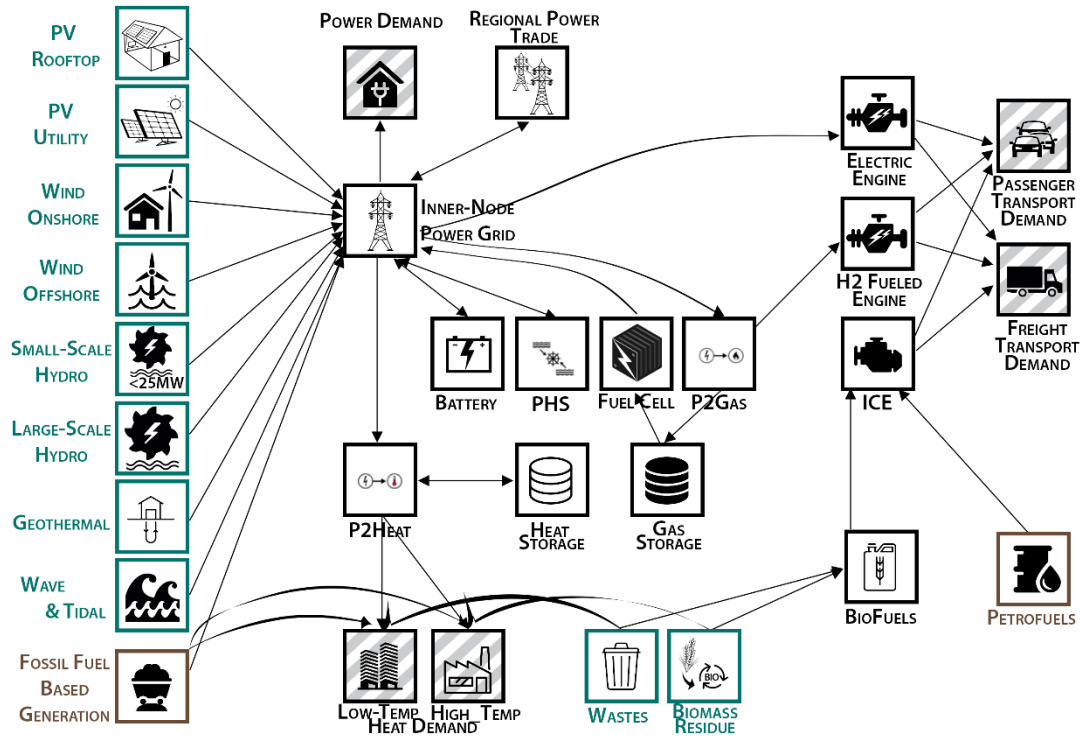 PV
Rooftop
PV
Utility
Wind
Onshore
Wind
Offshore
Small-Scale
Hydro
<25MW
Large-Scale
Hydro
Geothermal
Wave
& Tidal
Fossil Fuel
Based
Generation
Power Demand
Regional Power
Trade
Inner-Node
Power Grid
Battery
PHS
Fuel Cell
P2Gas
P2Heat
Heat
Storage
Gas
Storage
Low-Temp
High_Temp
Heat Demand
Wastes
BIO
Biomass
Residue
Electric
Engine
H2 Fueled
Engine
ICE
BioFuels
Petrofuels
Passenger
Transport
Demand
Freight
Transport
Demand